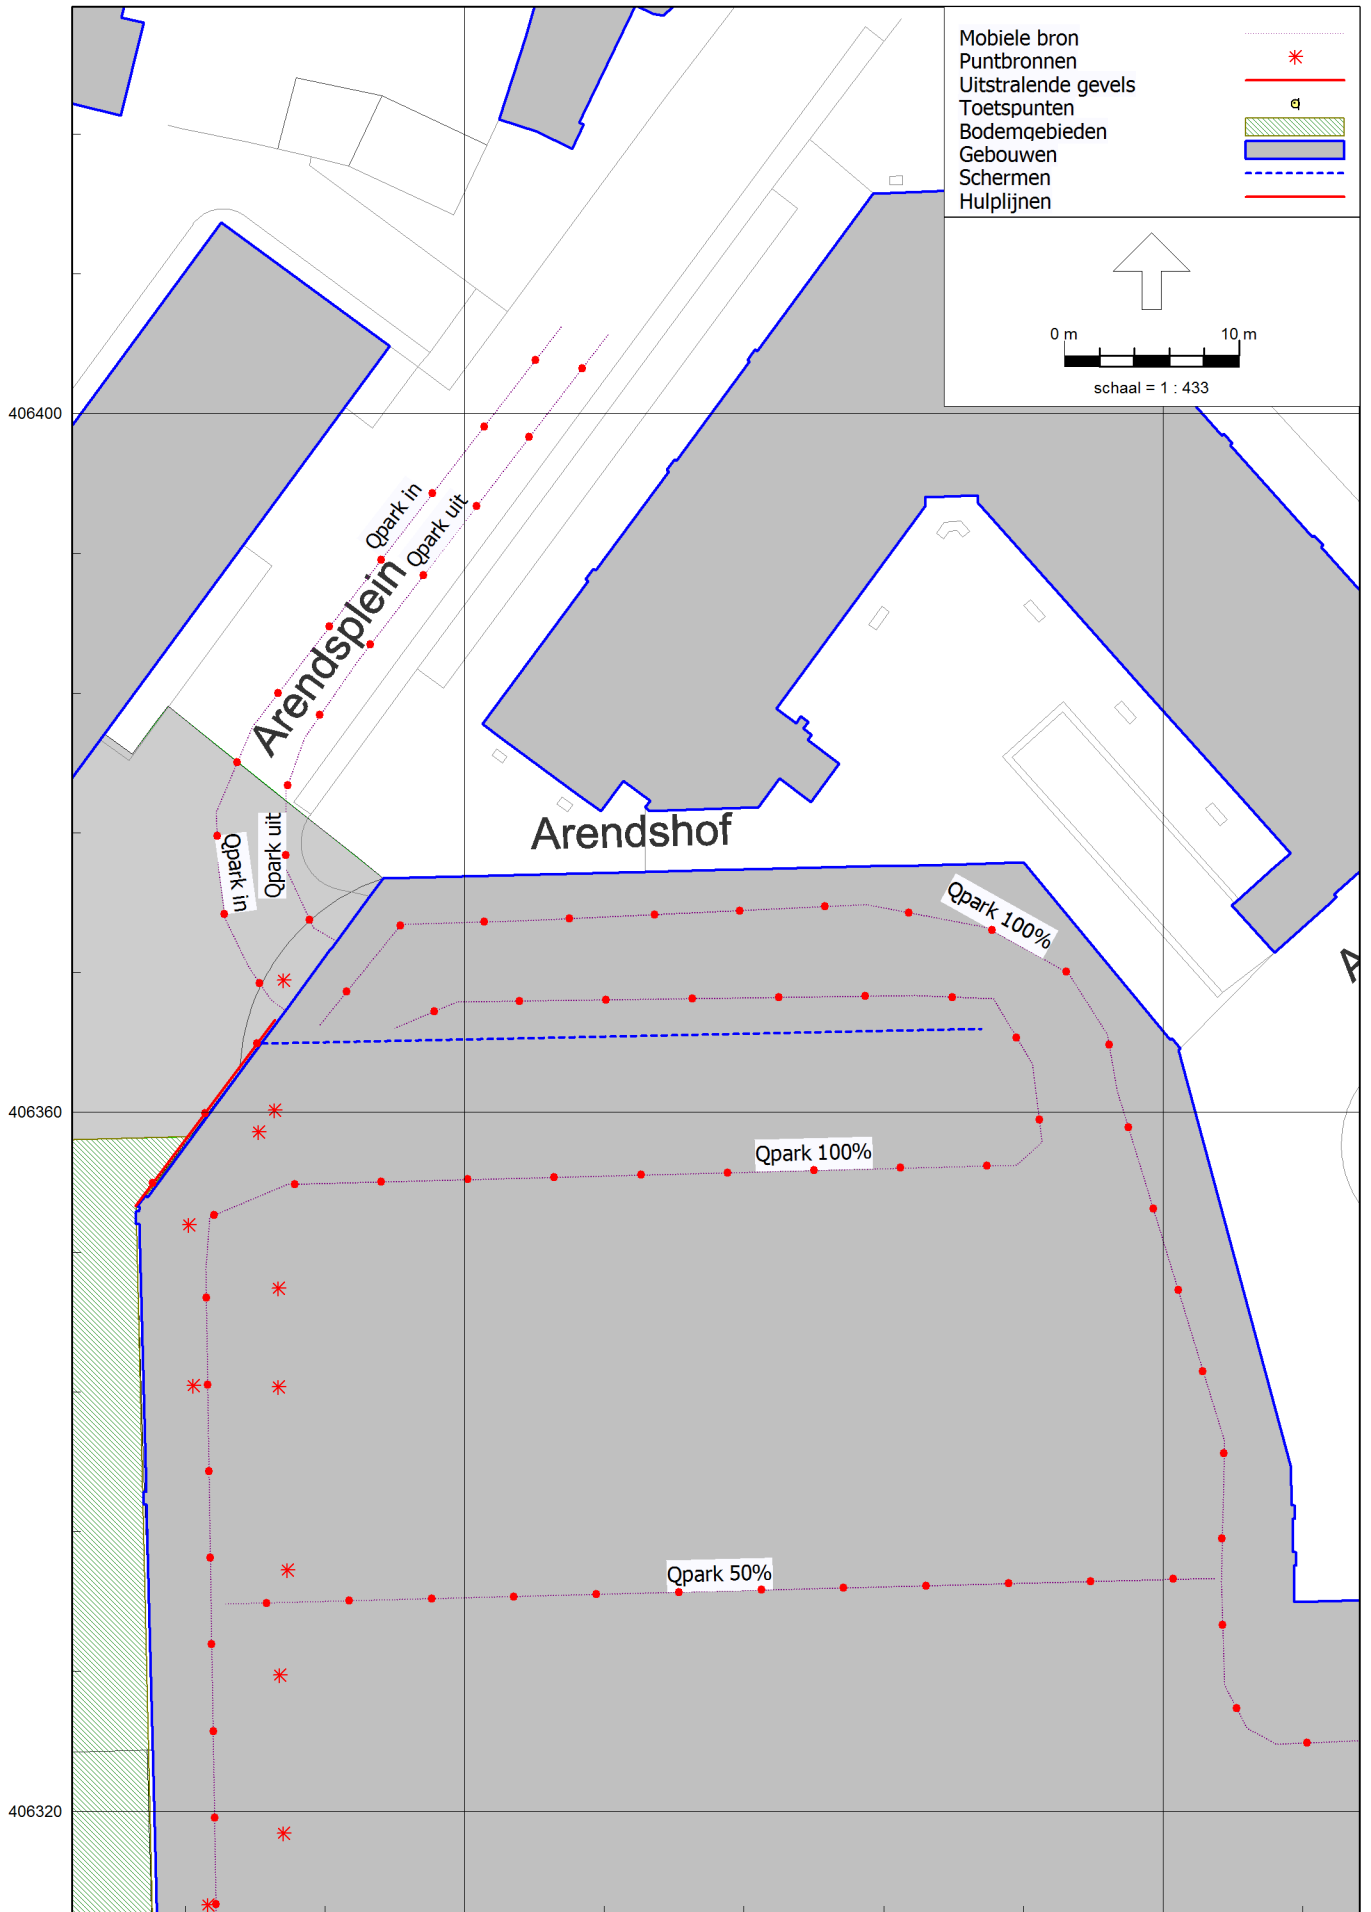 Mobiele bron
Puntbronnen
Uitstralende gevels
Toetspunten
Bodemgebieden
Gebouwen
Schermen
Hulplijnen
0 m 10 m
schaal = 1 : 433
406400
Qpark in
Qpark uit
Arendsplein
Qpark in
Qpark uit
Arendshof
Qpark 100%
A
406360
Qpark 100%
Qpark 50%
406320